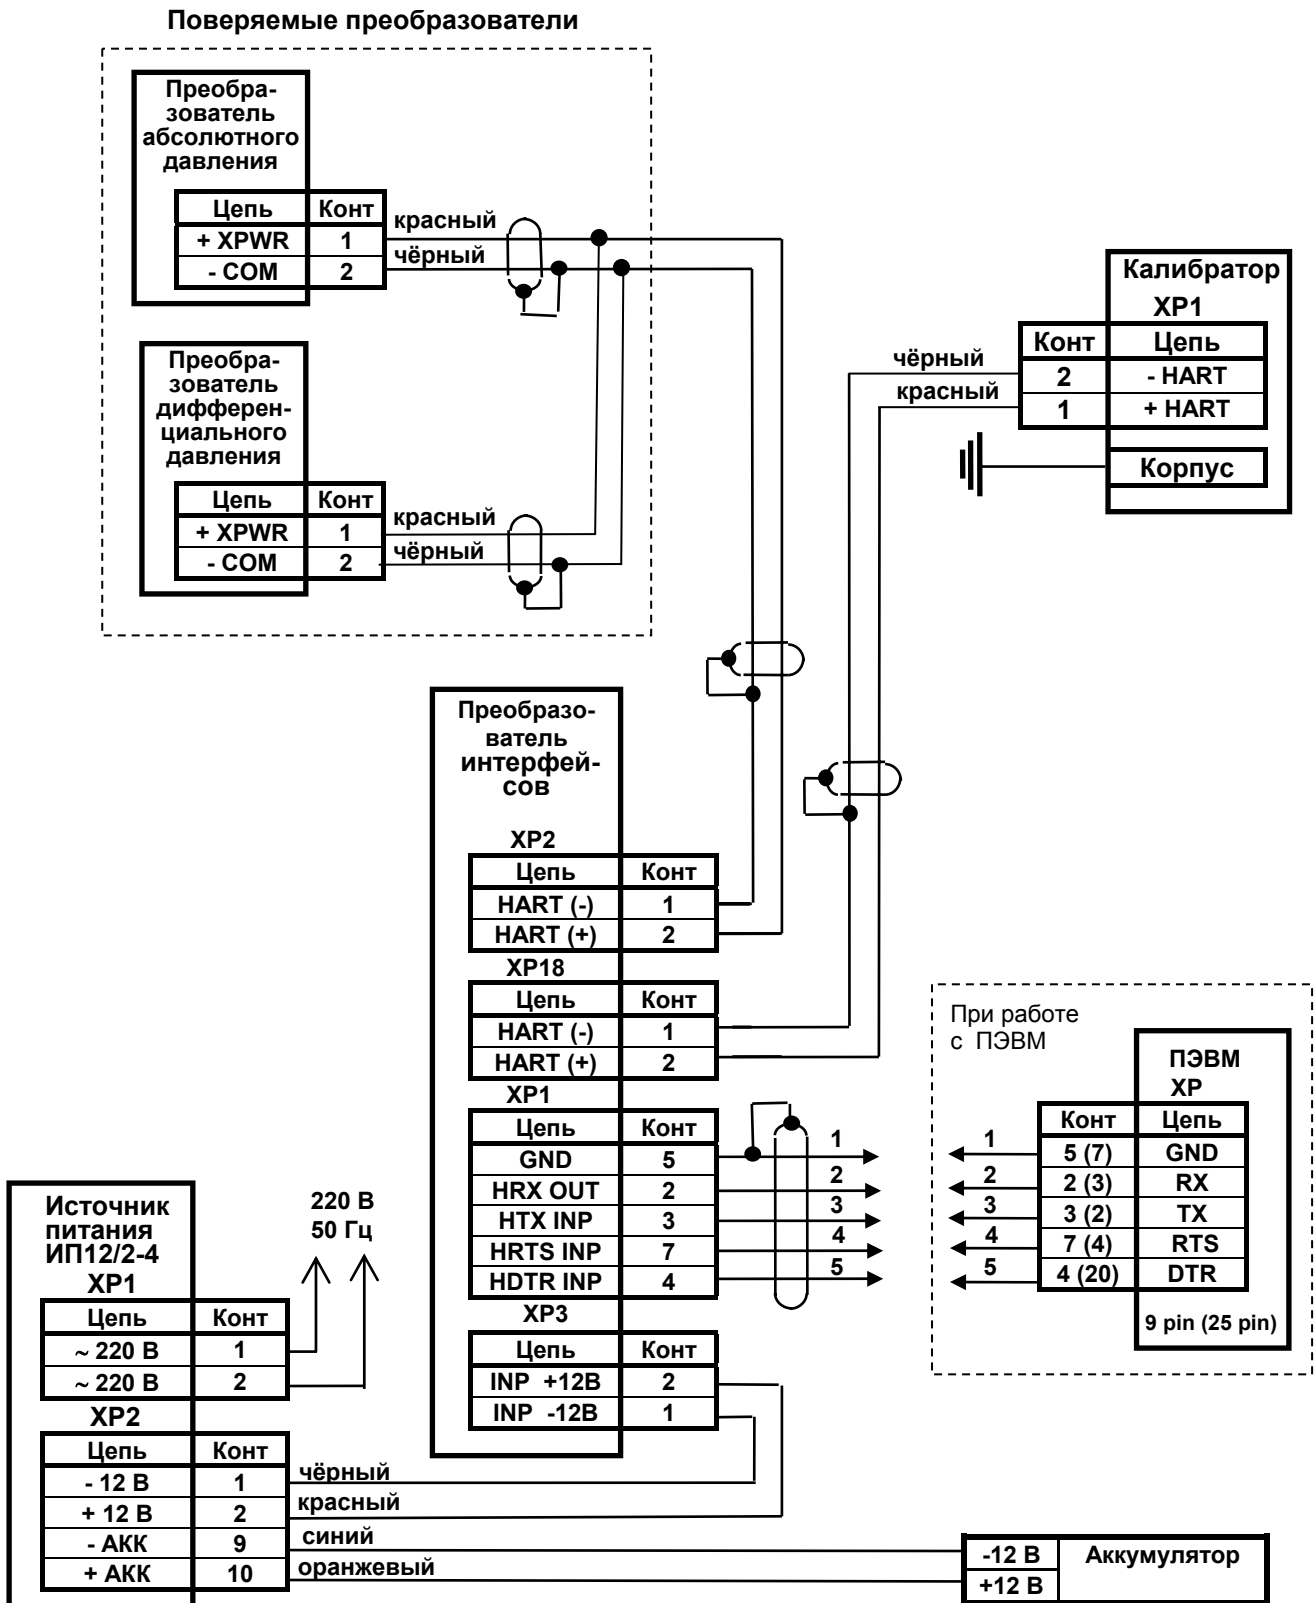 Поверяемые преобразователи
Преобра-
зователь
абсолютного
давления
Цепь Конт
+ XPWR 1
- COM 2
красный
чёрный
Преобра-
зователь
дифферен-
циального
давления
Цепь Конт
+ XPWR 1
- COM 2
красный
чёрный
Калибратор
XP1
Конт Цепь
2 - HART
1 + HART
Корпус
чёрный
красный
Преобразо-
ватель
интерфей-
сов
XP2
Цепь Конт
HART (-) 1
HART (+) 2
XP18
Цепь Конт
HART (-) 1
HART (+) 2
XP1
Цепь Конт
GND 5
HRX OUT 2
HTX INP 3
HRTS INP 7
HDTR INP 4
1
2
3
4
5
XP3
Цепь Конт
INP +12В 2
INP -12В 1
При работе
с ПЭВМ
ПЭВМ
XP
Конт Цепь
5 (7) GND
2 (3) RX
3 (2) TX
7 (4) RTS
4 (20) DTR
9 pin (25 pin)
1
2
3
4
5
Источник
питания
ИП12/2-4
XP1
Цепь Конт
~ 220 В 1
~ 220 В 2
220 В
50 Гц
XP2
Цепь Конт
- 12 В 1
+ 12 В 2
- АКК 9
+ АКК 10
чёрный
красный
синий
оранжевый
-12 В Аккумулятор
+12 В